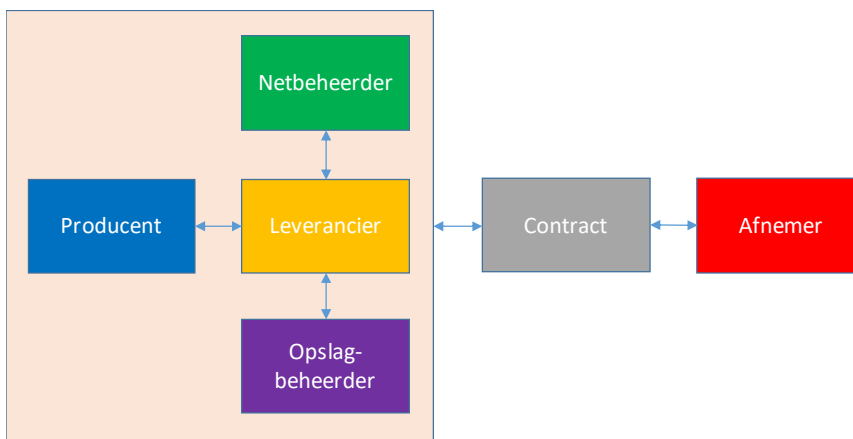 Netbeheerder
Producent
Leverancier
Contract
Afnemer
Opslag-
beheerder